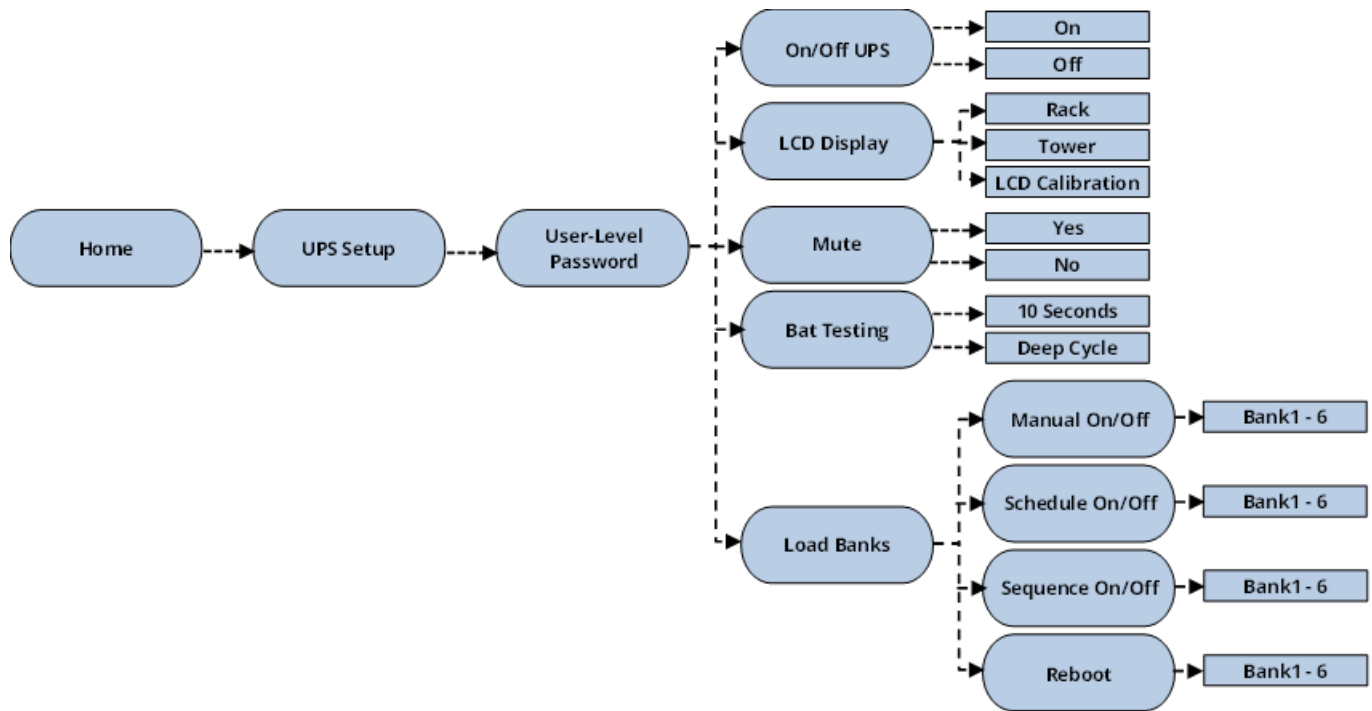 Home
UPS Setup
User-Level
Password
On/Off UPS
On
Off
LCD Display
Rack
Tower
LCD Calibration
Mute
Yes
No
Bat Testing
10 Seconds
Deep Cycle
Load Banks
Manual On/Off
Bank1 - 6
Schedule On/Off
Bank1 - 6
Sequence On/Off
Bank1 - 6
Reboot
Bank1 - 6